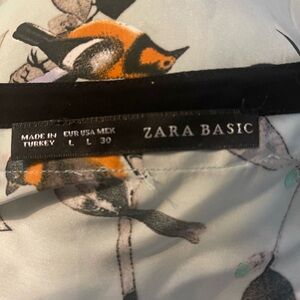 MADE IN EUR USA MEX ZARA BASIC
TURKEY L L 30